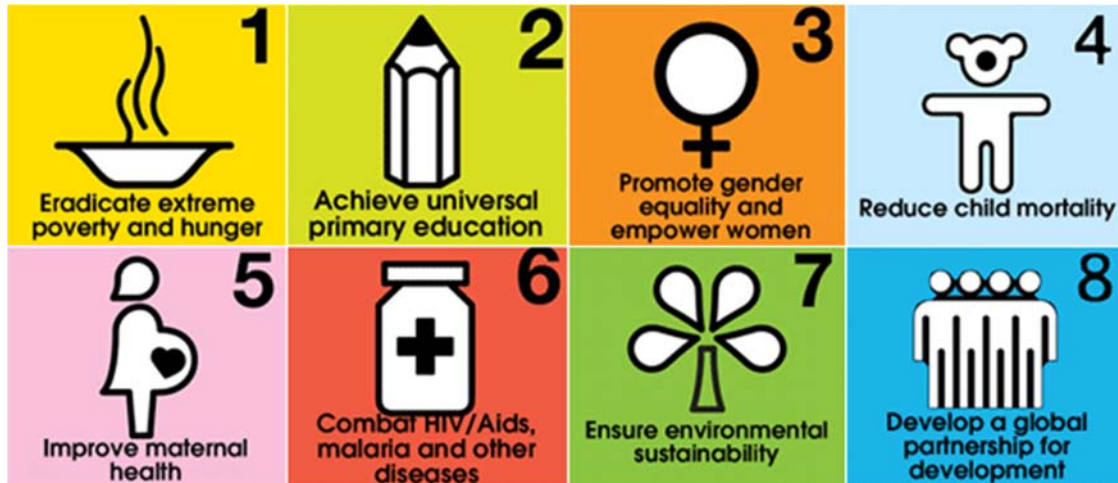 1
Eradicate extreme
poverty and hunger
2
Achieve universal
primary education
3
Promote gender
equality and
empower women
4
Reduce child mortality
5
Improve maternal
health
6
Combat HIV/Aids,
malaria and other
diseases
7
Ensure environmental
sustainability
8
Develop a global
partnership for
development